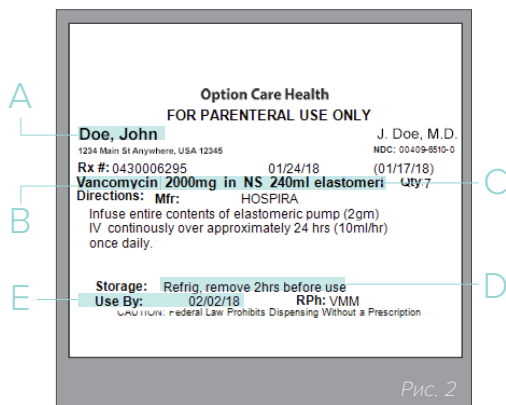 Option Care Health
FOR PARENTERAL USE ONLY
A
Doe, John J. Doe, M.D.
1234 Main St Anywhere, USA 12345 NDC: 00409-6510-0
Rx #: 0430006295 01/24/18 (01/17/18)
B Vancomycin 2000mg in NS 240ml elastomer Qty:7 C
Directions: Mfr: HOSPIRA
Infuse entire contents of elastomeric pump (2gm)
IV continously over approximately 24 hrs (10ml/hr)
once daily.
Storage: Refrig, remove 2hrs before use D
E Use By: 02/02/18 RPh: VMM
CAUTION: Federal Law Prohibits Dispensing Without a Prescription
Рис. 2